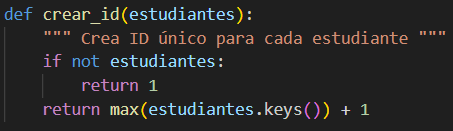 def crear_id(estudiantes):
    """ Crea ID único para cada estudiante """
    if not estudiantes:
        return 1
    return max(estudiantes.keys()) + 1